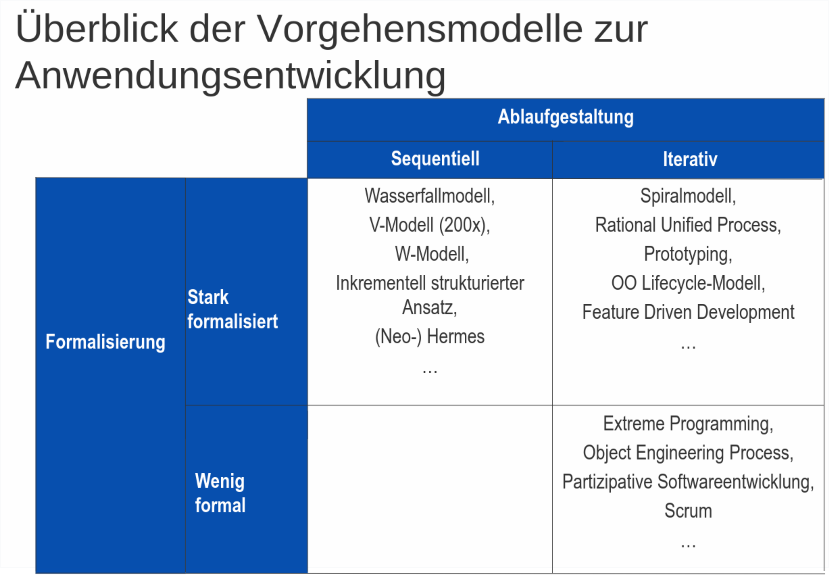 Überblick der Vorgehensmodelle zur
Anwendungsentwicklung
Ablaufgestaltung
Sequentiell
Iterativ
Formalisierung
Stark
formalisiert
Wasserfallmodell,
V-Modell (200x),
W-Modell,
Inkrementell strukturierter
Ansatz,
(Neo-) Hermes
…
Spiralmodell,
Rational Unified Process,
Prototyping,
OO Lifecycle-Modell,
Feature Driven Development
…
Wenig
formal
Extreme Programming,
Object Engineering Process,
Partizipative Softwareentwicklung,
Scrum
…